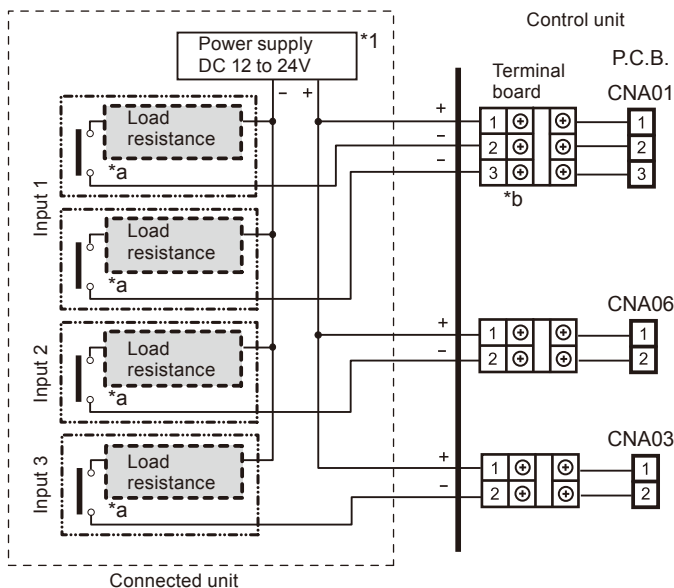 Control unit
Power supply
DC 12 to 24V
*1
− +
Terminal
board
P.C.B.
CNA01
Input 1
Load
resistance
*a
Load
resistance
*a
+
−
−
1
2
3
*b
1
2
3
Input 2
Load
resistance
*a
+
−
1
2
CNA06
1
2
Input 3
Load
resistance
*a
+
−
1
2
CNA03
1
2
Connected unit